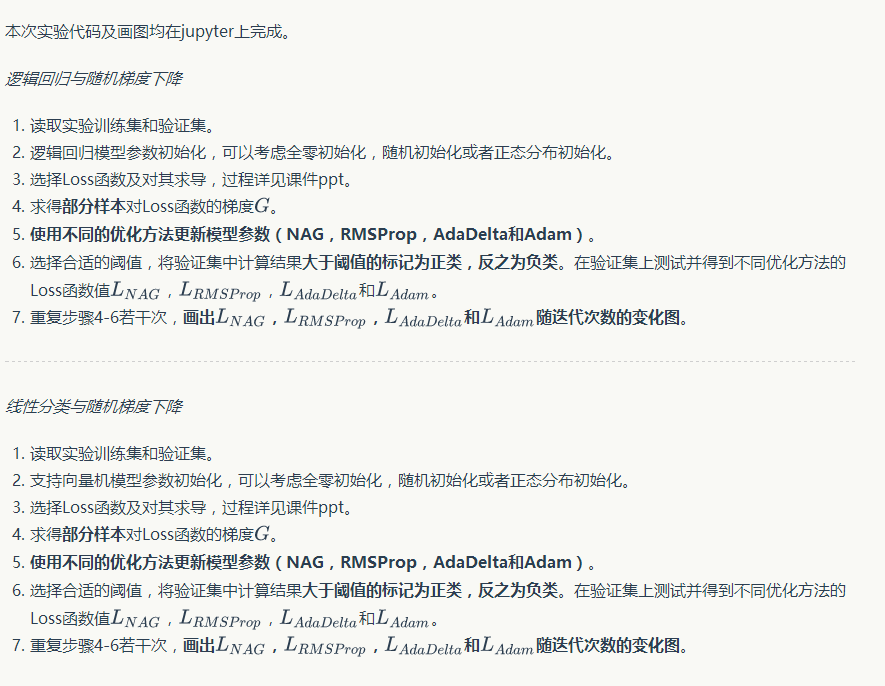 本次实验代码及画图均在jupyter上完成。
逻辑回归与随机梯度下降
1. 读取实验训练集和验证集。
2. 逻辑回归模型参数初始化，可以考虑全零初始化，随机初始化或者正态分布初始化。
3. 选择Loss函数及对其求导，过程详见课件ppt。
4. 求得部分样本对Loss函数的梯度G。
5. 使用不同的优化方法更新模型参数（NAG，RMSProp，AdaDelta和Adam）。
6. 选择合适的阈值，将验证集中计算结果大于阈值的标记为正类，反之为负类。在验证集上测试并得到不同优化方法的
Loss函数值L_{NAG}，L_{RMSProp}，L_{AdaDelta}和L_{Adam}。
7. 重复步骤4-6若干次，画出L_{NAG}，L_{RMSProp}，L_{AdaDelta}和L_{Adam}随迭代次数的变化图。
线性分类与随机梯度下降
1. 读取实验训练集和验证集。
2. 支持向量机模型参数初始化，可以考虑全零初始化，随机初始化或者正态分布初始化。
3. 选择Loss函数及对其求导，过程详见课件ppt。
4. 求得部分样本对Loss函数的梯度G。
5. 使用不同的优化方法更新模型参数（NAG，RMSProp，AdaDelta和Adam）。
6. 选择合适的阈值，将验证集中计算结果大于阈值的标记为正类，反之为负类。在验证集上测试并得到不同优化方法的
Loss函数值L_{NAG}，L_{RMSProp}，L_{AdaDelta}和L_{Adam}。
7. 重复步骤4-6若干次，画出L_{NAG}，L_{RMSProp}，L_{AdaDelta}和L_{Adam}随迭代次数的变化图。